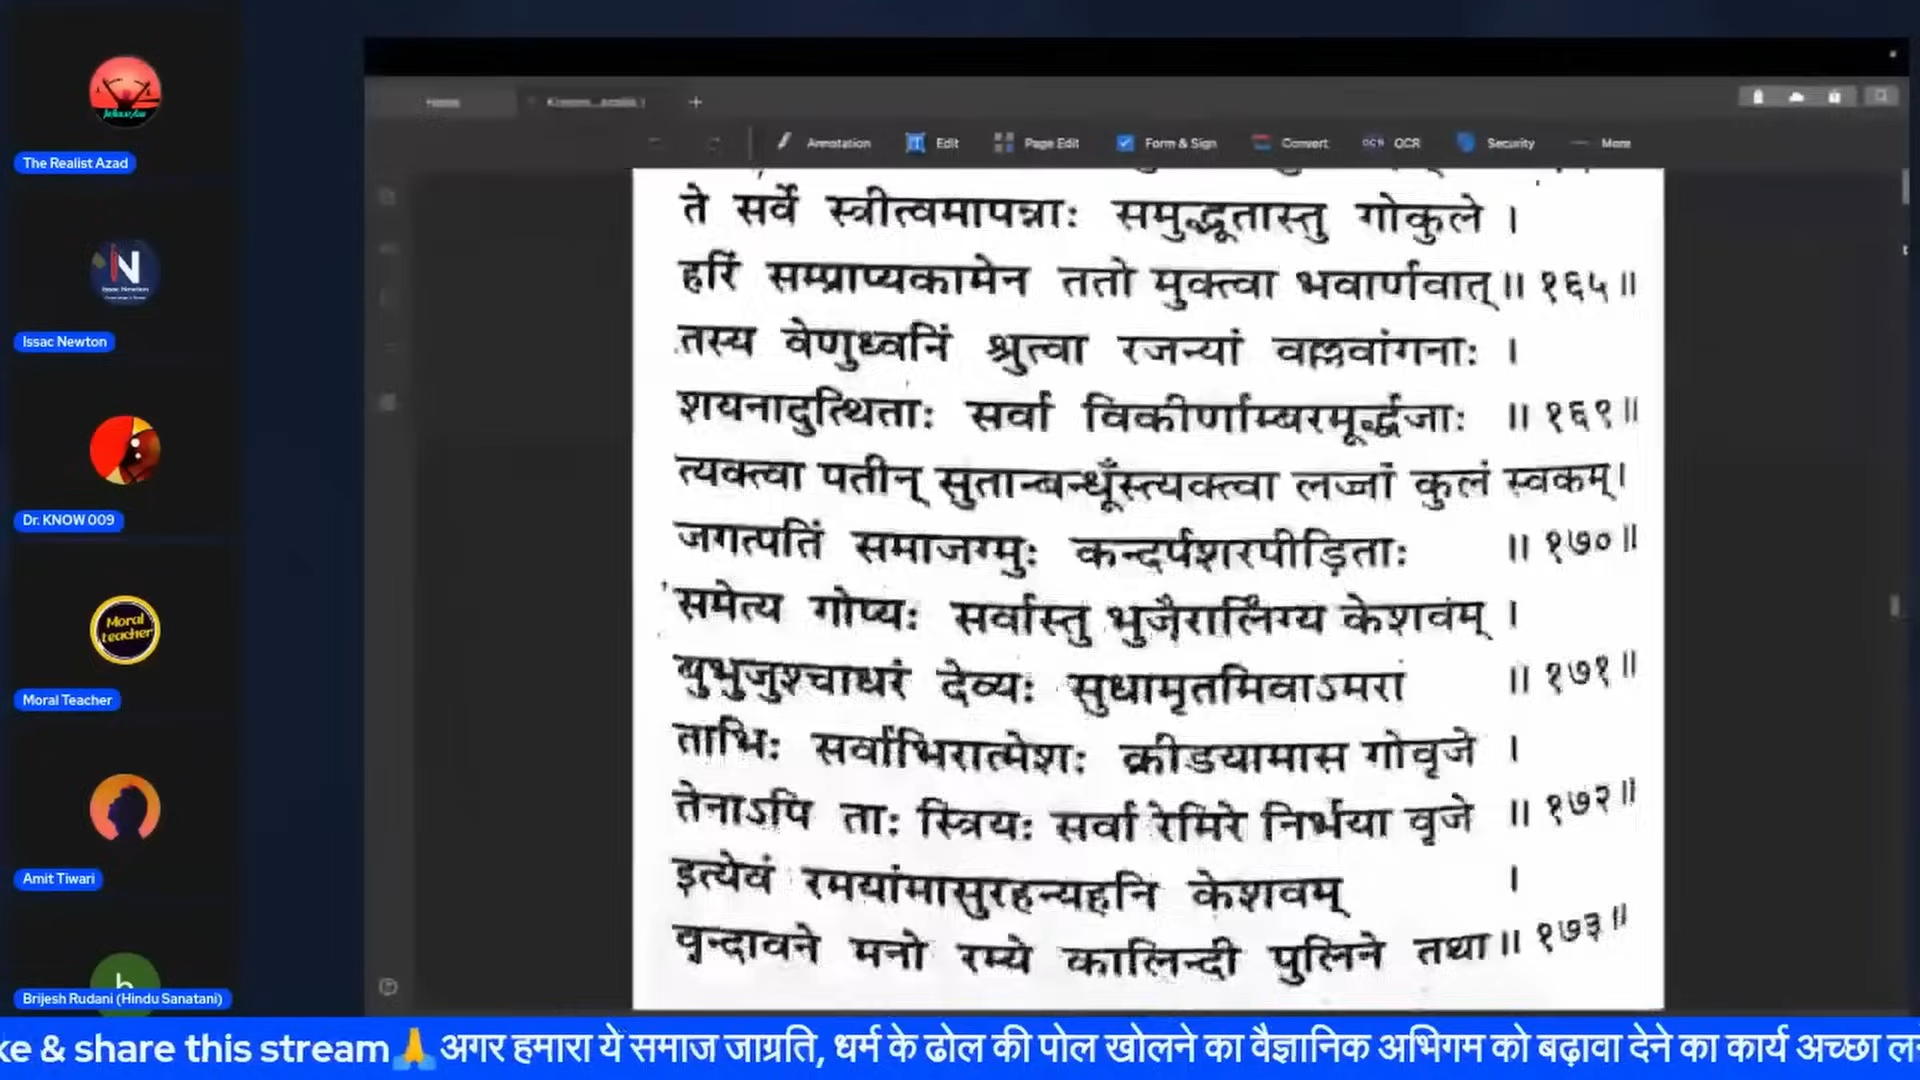 The Realist Azad
Issac Newton
Dr. KNOW 009
Moral teacher
Moral Teacher
Amit Tiwari
Brijesh Rudani (Hindu Sanatani)
Home
Annotation
Edit
Page Edit
Form & Sign
Convert
OCR OCR
Security
More
ते सर्वे स्त्रीत्वमापन्नाः समुद्भूतास्तु गोकुले ।
हरिं सम्प्राप्यकामेन ततो मुक्त्वा भवार्णवात् ॥ १६५ ॥
तस्य वेणुध्वनिं श्रुत्वा रजन्यां वाल्लवांगनाः ।
शयनादुत्थिताः सर्वा विकीर्णाम्बरमूर्द्धजाः ॥ १६९ ॥
त्यक्त्वा पतीन् सुतान्बन्धूँस्त्यक्त्वा लज्जां कुलं स्वकम् ।
जगत्पतिं समाजग्मुः कन्दर्पशरपीड़िताः ॥ १७० ॥
समेत्य गोप्यः सर्वास्तु भुजैरालिंग्य केशवंम् ।
बुभुजुश्चाधरं देव्यः सुधामृतमिवाऽमरा ॥ १७१ ॥
ताभिः सर्वाभिरात्मेशः क्रीडयामास गोवृजे ।
तेनाऽपि ताः स्त्रियः सर्वा रेमिरे निर्भया वृजे ॥ १७२ ॥
इत्येवं रमयांमासुरहन्यहनि केशवम् ।
वृन्दावने मनो रम्ये कालिन्दी पुलिने तथा ॥ १७३ ॥
ke & share this stream🙏अगर हमारा ये समाज जाग्रति, धर्म के ढोल की पोल खोलने का वैज्ञानिक अभिगम को बढ़ावा देने का कार्य अच्छा